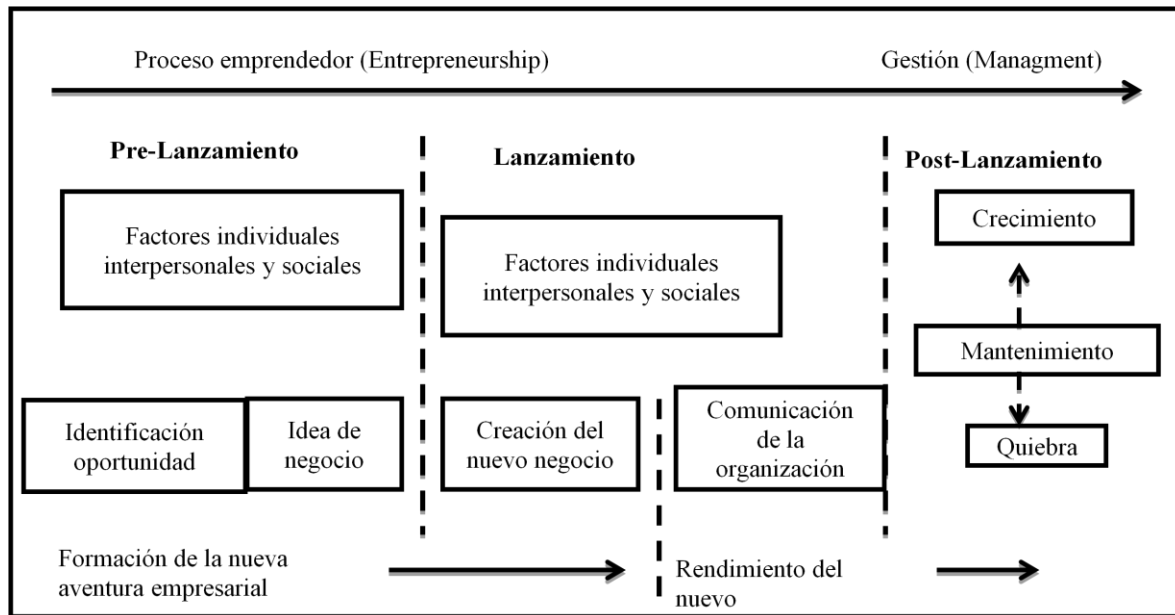 Proceso emprendedor (Entrepreneurship)
Gestión (Managment)
Pre-Lanzamiento
Lanzamiento
Post-Lanzamiento
Factores individuales
interpersonales y sociales
Factores individuales
interpersonales y sociales
Crecimiento
Mantenimiento
Quiebra
Identificación
oportunidad
Idea de
negocio
Creación del
nuevo negocio
Comunicación
de la
organización
Formación de la nueva
aventura empresarial
Rendimiento del
nuevo